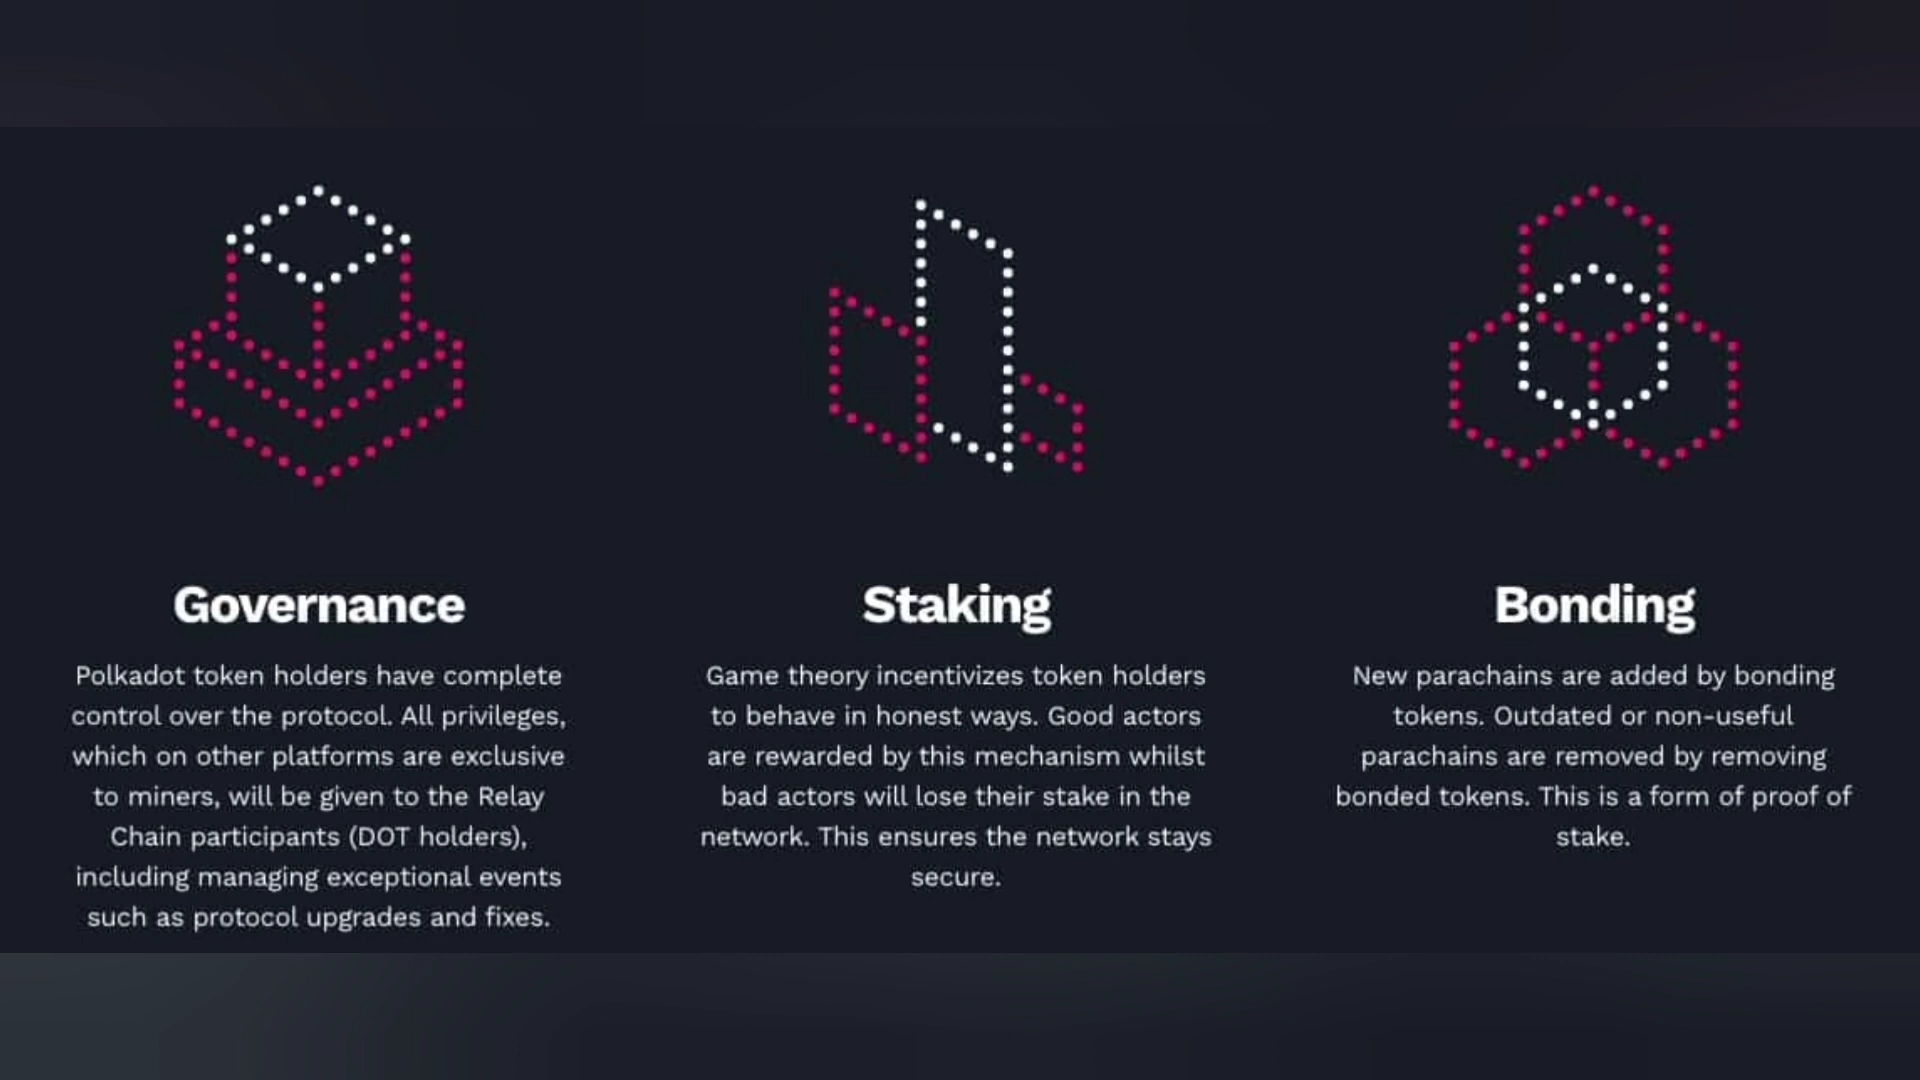 Governance
Polkadot token holders have complete
control over the protocol. All privileges,
which on other platforms are exclusive
to miners, will be given to the Relay
Chain participants (DOT holders),
including managing exceptional events
such as protocol upgrades and fixes.
Staking
Game theory incentivizes token holders
to behave in honest ways. Good actors
are rewarded by this mechanism whilst
bad actors will lose their stake in the
network. This ensures the network stays
secure.
Bonding
New parachains are added by bonding
tokens. Outdated or non-useful
parachains are removed by removing
bonded tokens. This is a form of proof of
stake.